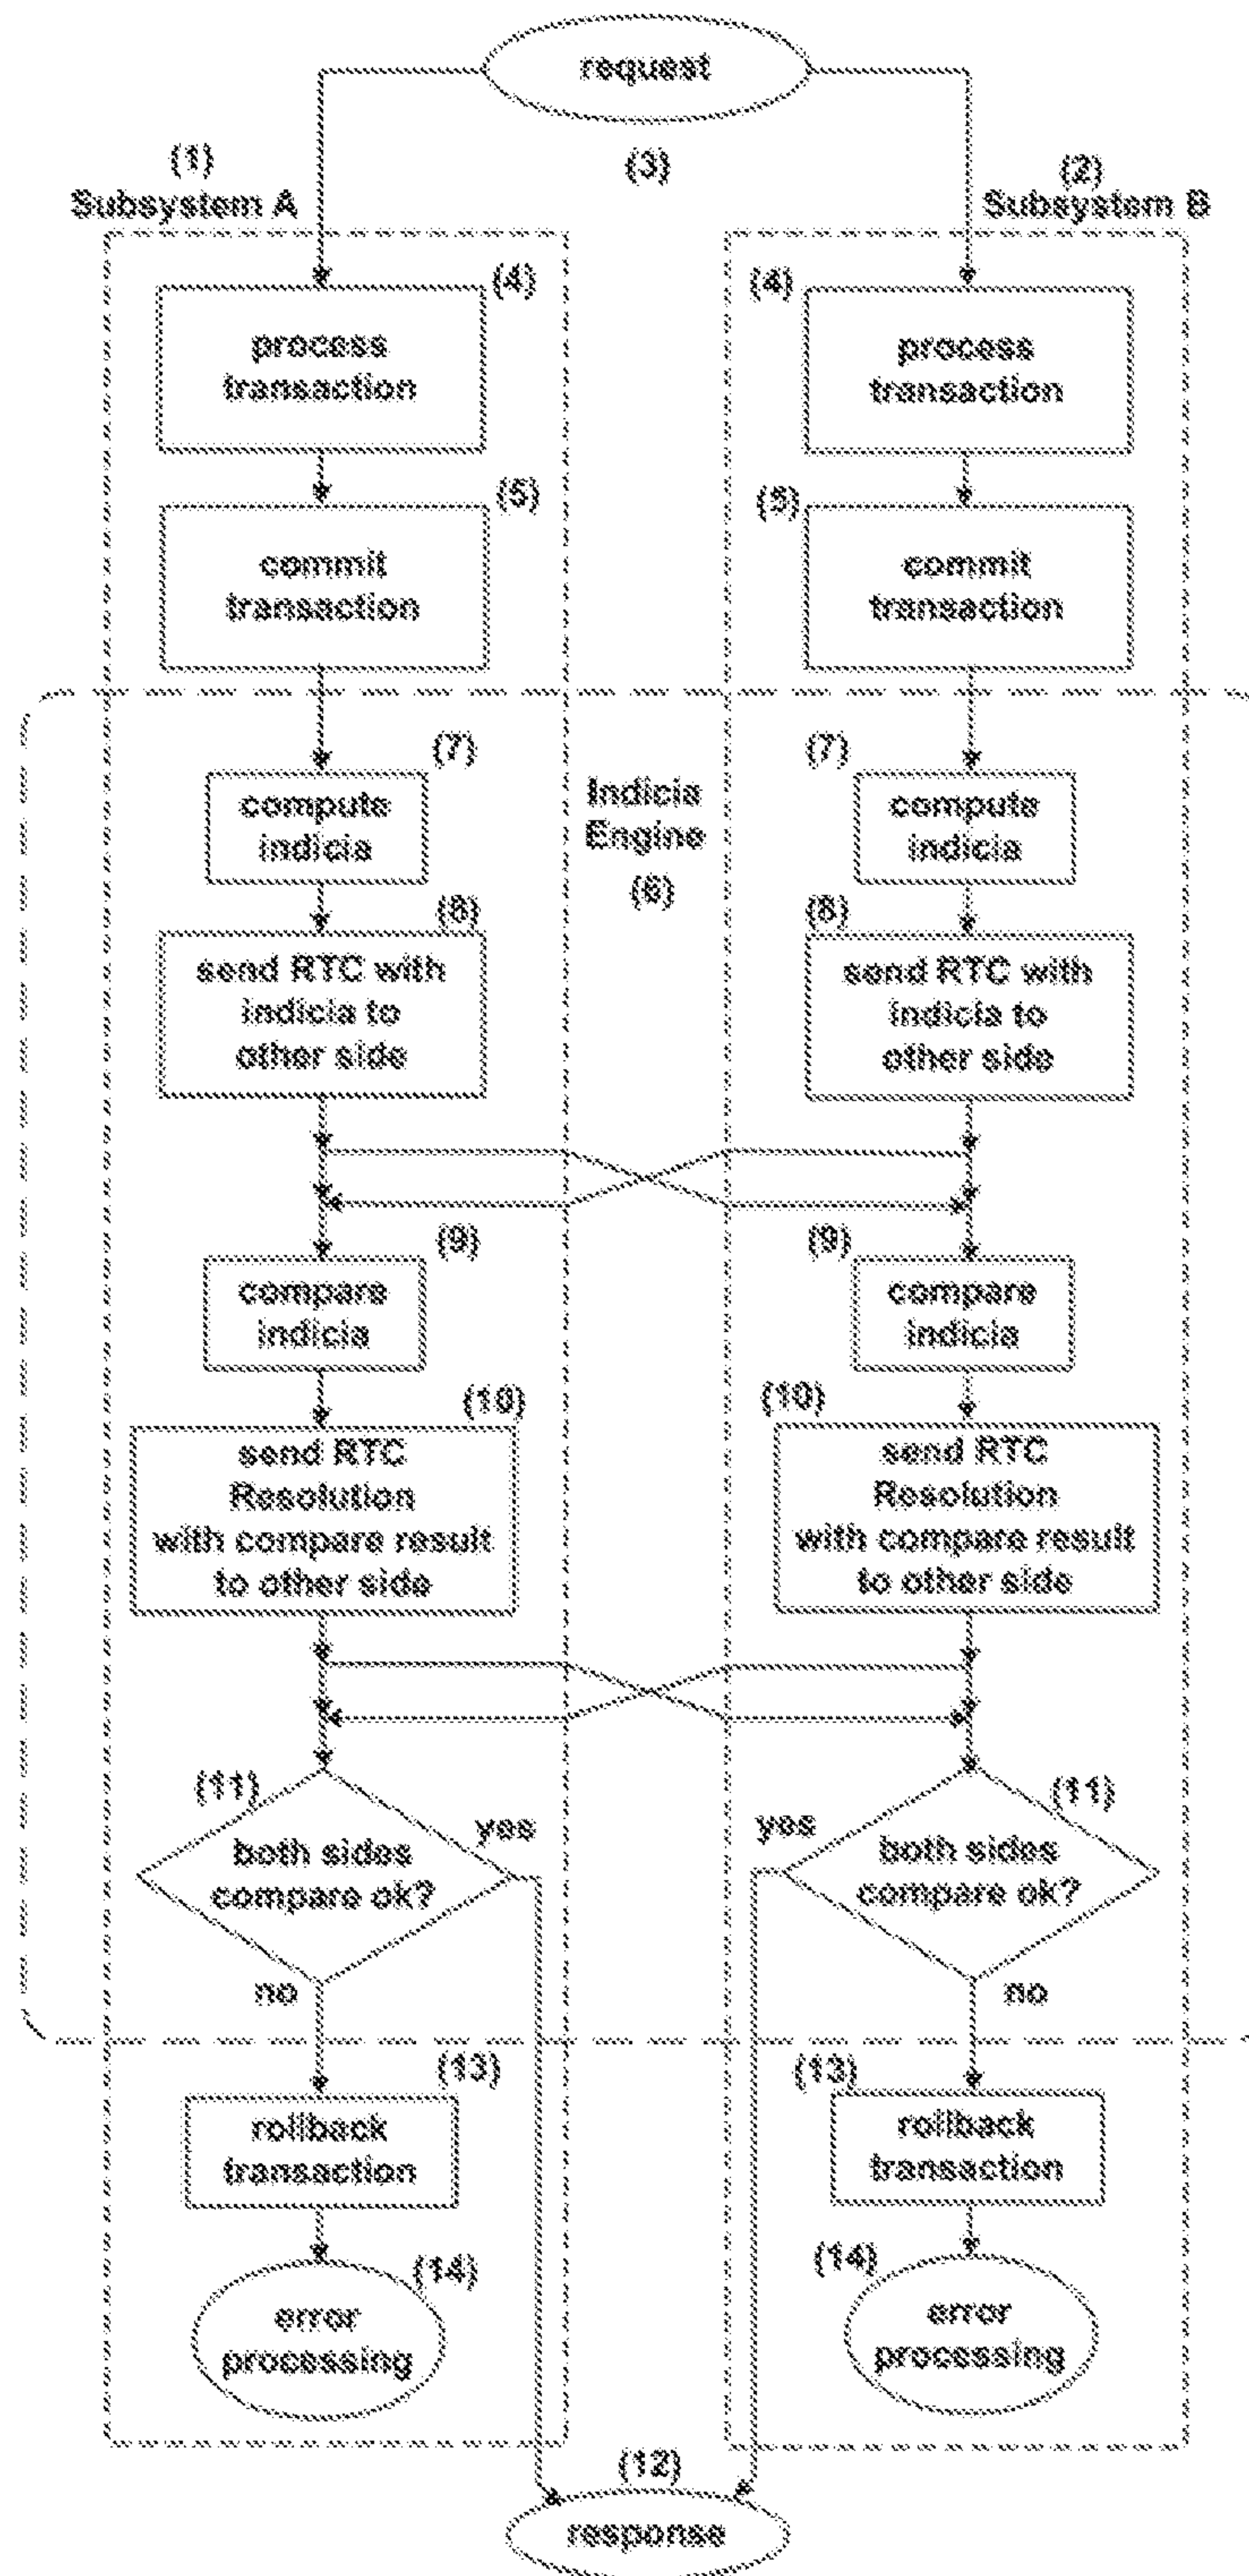 request
(3)
(1)
Subsystem A
(2)
Subsystem B
(4)
process
transaction
(4)
process
transaction
(5)
commit
transaction
(5)
commit
transaction
Indicia
Engine
(6)
(7)
compute
indicia
(7)
compute
indicia
(8)
send RTC with
indicia to
other side
(8)
send RTC with
indicia to
other side
(9)
compare
indicia
(9)
compare
indicia
(10)
send RTC
Resolution
with compare result
to other side
(10)
send RTC
Resolution
with compare result
to other side
(11)
both sides
compare ok?
yes
no
(11)
both sides
compare ok?
yes
no
(13)
rollback
transaction
(13)
rollback
transaction
(14)
error
processing
(14)
error
processing
(12)
response